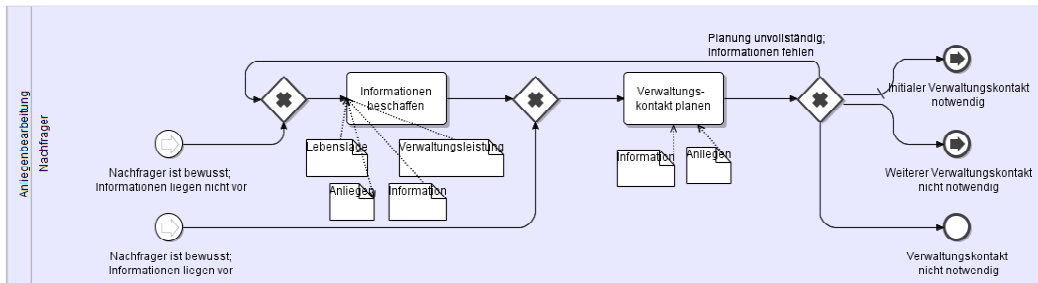 Anliegenbearbeitung
Nachfrager
Planung unvollständig;
Informationen fehlen
Informationen
beschaffen
Verwaltungs-
kontakt planen
Initialer Verwaltungskontakt
notwendig
Lebenslage
Verwaltungsleistung
Information
Anliegen
Nachfrager ist bewusst;
Informationen liegen nicht vor
Anliegen
Information
Weiterer Verwaltungskontakt
nicht notwendig
Nachfrager ist bewusst;
Informationen liegen vor
Verwaltungskontakt
nicht notwendig